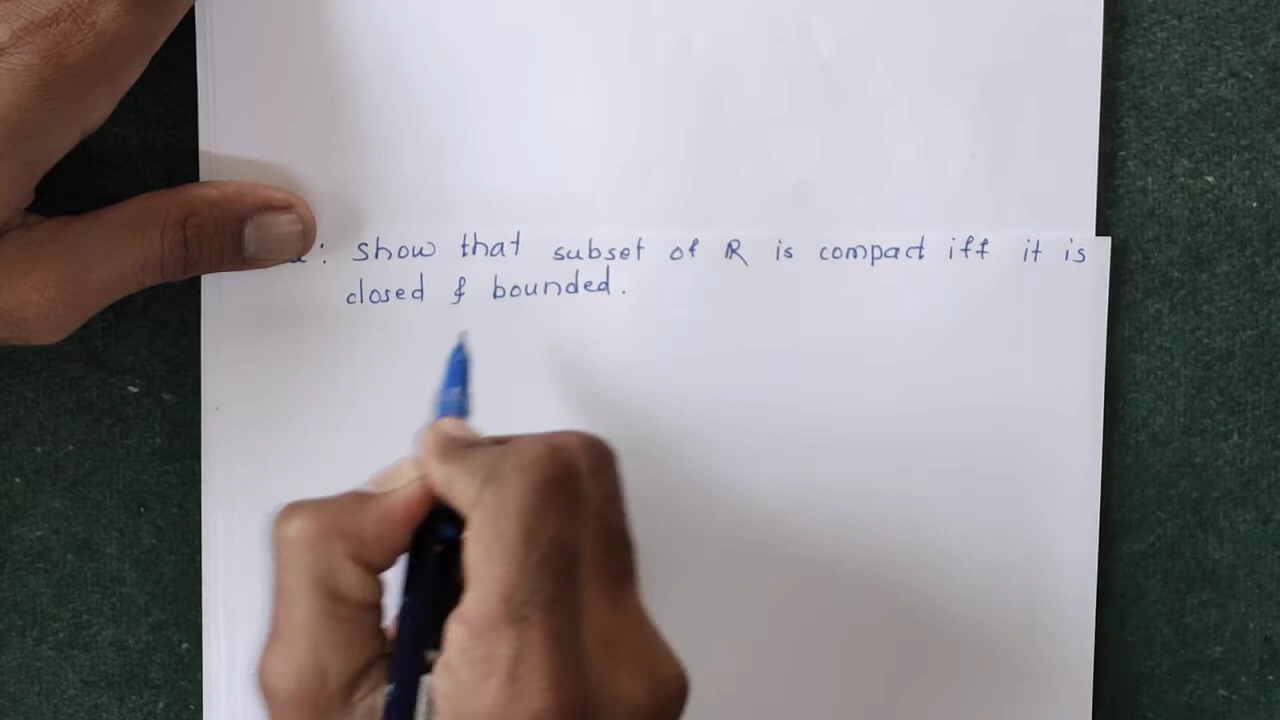 : show that subset of R is compact iff it is
closed & bounded.